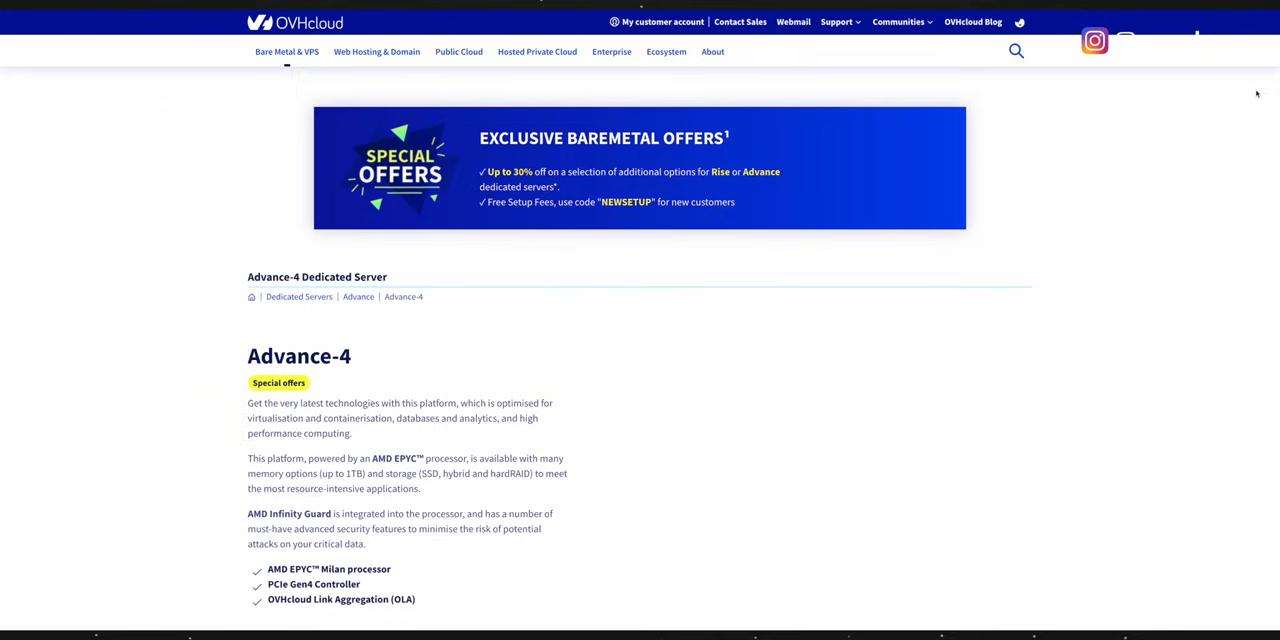 OVHcloud
My customer account | Contact Sales Webmail Support Communities OVHcloud Blog
Bare Metal & VPS Web Hosting & Domain Public Cloud Hosted Private Cloud Enterprise Ecosystem About
SPECIAL
OFFERS
EXCLUSIVE BAREMETAL OFFERS¹
✓ Up to 30% off on a selection of additional options for Rise or Advance
dedicated servers*.
✓ Free Setup Fees, use code "NEWSETUP" for new customers
Advance-4 Dedicated Server
| Dedicated Servers | Advance | Advance-4
Advance-4
Special offers
Get the very latest technologies with this platform, which is optimised for
virtualisation and containerisation, databases and analytics, and high
performance computing.
This platform, powered by an AMD EPYC™ processor, is available with many
memory options (up to 1TB) and storage (SSD, hybrid and hardRAID) to meet
the most resource-intensive applications.
AMD Infinity Guard is integrated into the processor, and has a number of
must-have advanced security features to minimise the risk of potential
attacks on your critical data.
AMD EPYC™ Milan processor
PCIe Gen4 Controller
OVHcloud Link Aggregation (OLA)